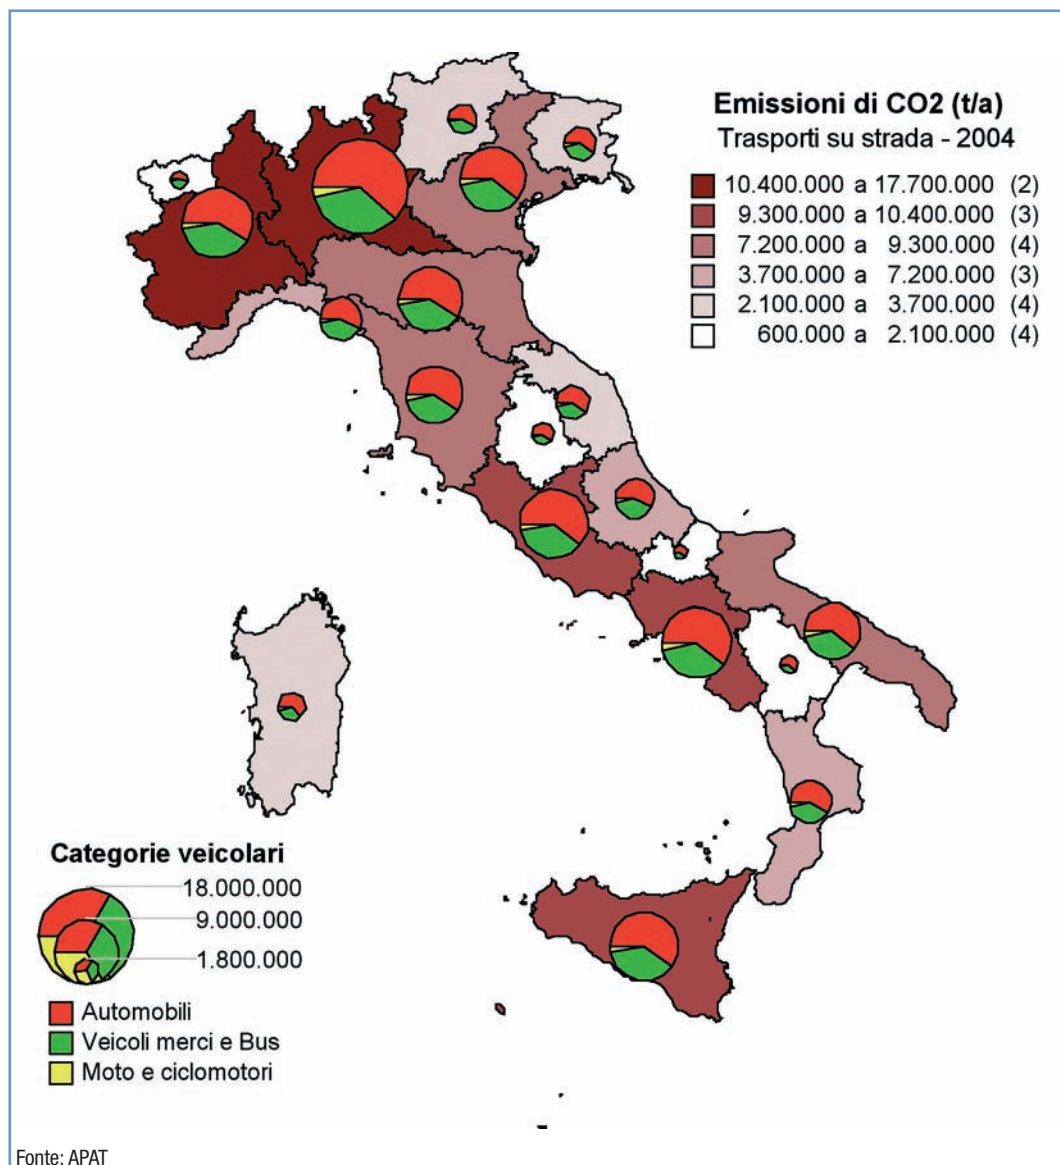 Emissioni di CO2 (t/a)
Trasporti su strada - 2004
10.400.000 a 17.700.000 (2)
9.300.000 a 10.400.000 (3)
7.200.000 a 9.300.000 (4)
3.700.000 a 7.200.000 (3)
2.100.000 a 3.700.000 (4)
600.000 a 2.100.000 (4)
Categorie veicolari
18.000.000
9.000.000
1.800.000
Automobili
Veicoli merci e Bus
Moto e ciclomotori
Fonte: APAT